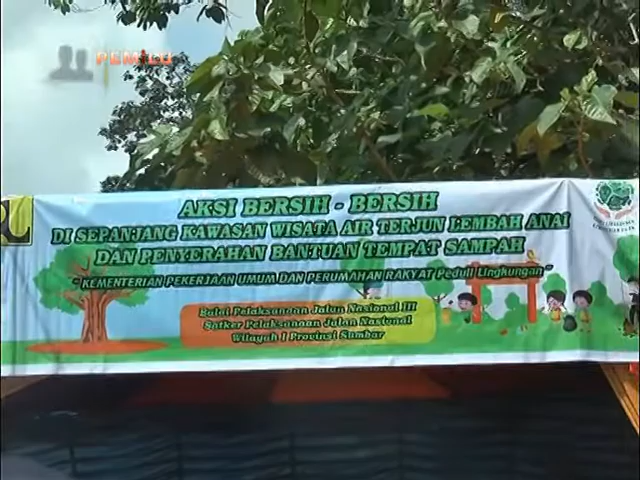 PEMILU
AKSI BERSIH - BERSIH
DI SEPANJANG KAWASAN WISATA AIR TERJUN LEMBAH ANAI
DAN PENYERAHAN BANTUAN TEMPAT SAMPAH
"KEMENTERIAN PEKERJAAN UMUM DAN PERUMAHAN RAKYAT Peduli Lingkungan"
Balai Pelaksanaan Jalan Nasional III
Satker Pelaksanaan Jalan Nasional
Wilayah I Provinsi Sumbar